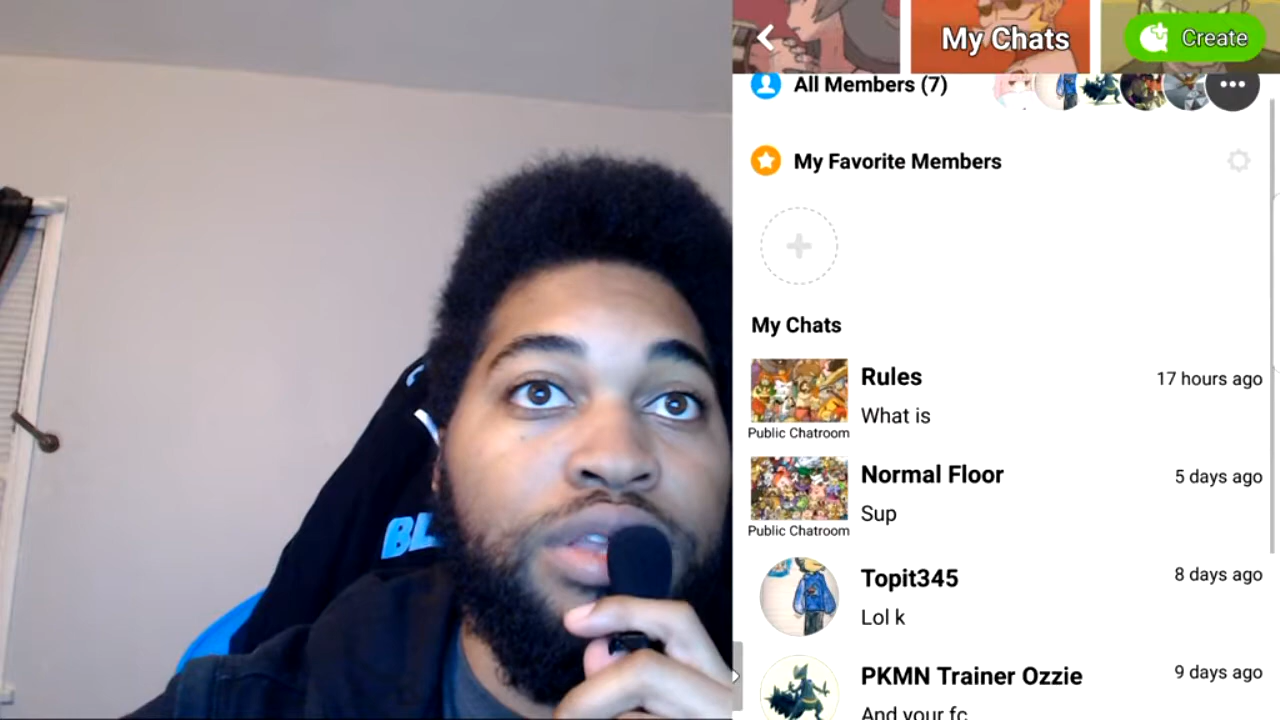 My Chats
Create
All Members (7)
My Favorite Members
My Chats
Rules
17 hours ago
What is
Public Chatroom
Normal Floor
5 days ago
Sup
Public Chatroom
Topit345
8 days ago
Lol k
PKMN Trainer Ozzie
9 days ago
And your fc
BL